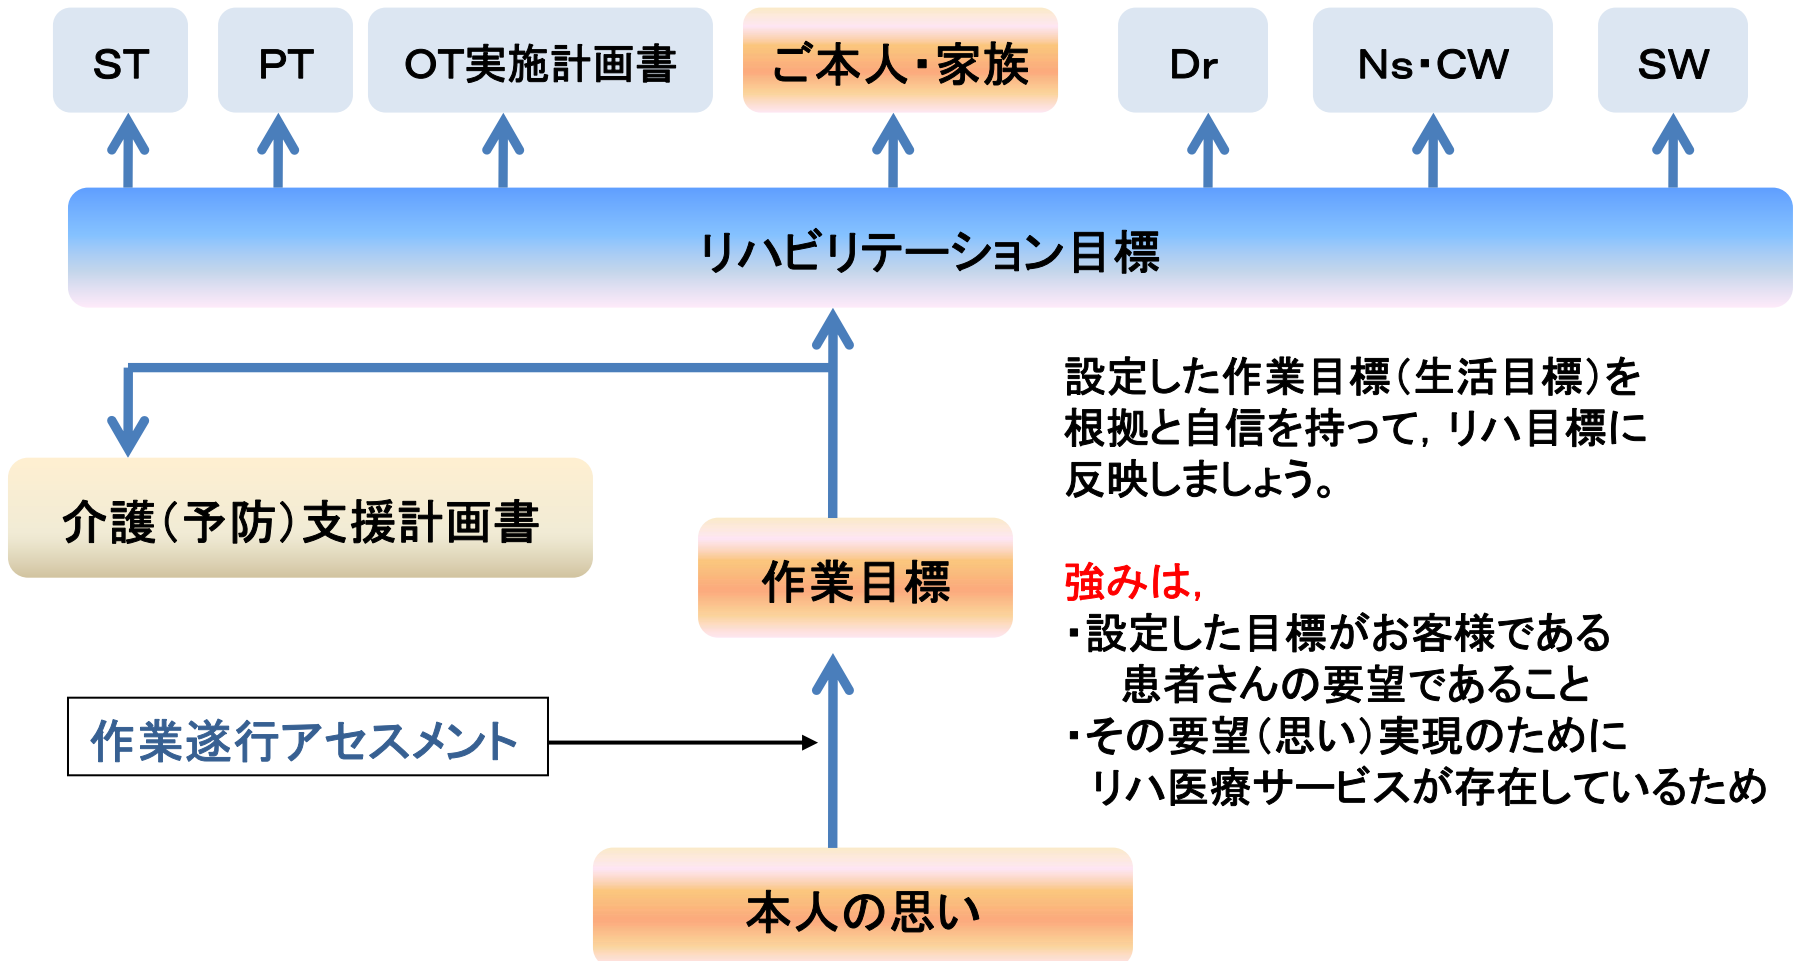 ST
PT
OT実施計画書
ご本人・家族
Dr
Ns・CW
SW
リハビリテーション目標
設定した作業目標(生活目標)を
根拠と自信を持って, リハ目標に
反映しましょう。
介護(予防)支援計画書
作業目標
強みは,
・設定した目標がお客様である
患者さんの要望であること
・その要望(思い)実現のために
リハ医療サービスが存在しているため
作業遂行アセスメント
本人の思い